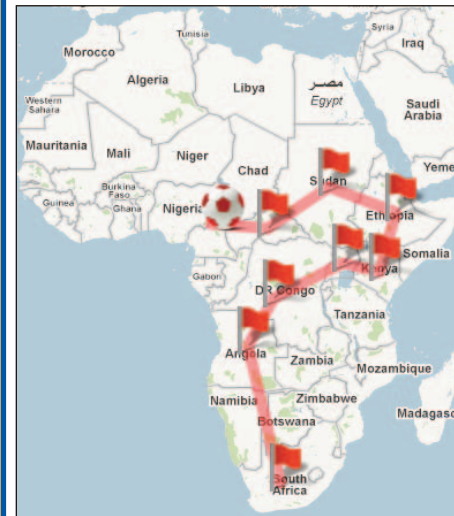 Tunisia
Syria
Morocco
Iraq
Algeria
Libya
مصر
Egypt
Western
Sahara
Saudi
Arabia
Mauritania
Mali
Niger
Chad
Sudan
Yeme
Burkina
Faso
Guinea
Ghana
Nigeria
Ethiopia
Somalia
Kenya
Gabon
DR Congo
Tanzania
Angola
Zambia
Mozambique
Namibia
Zimbabwe
Botswana
Madagasc
South
Africa